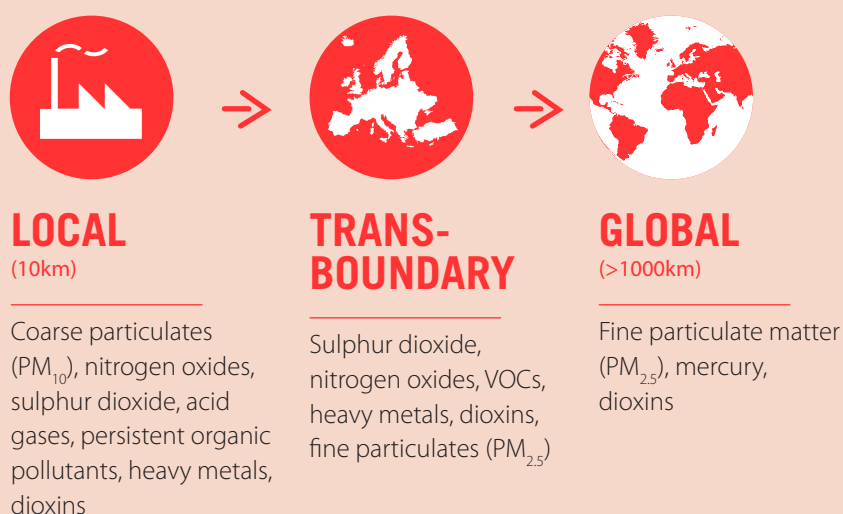 LOCAL
(10km)
Coarse particulates
(PM₁₀), nitrogen oxides,
sulphur dioxide, acid
gases, persistent organic
pollutants, heavy metals,
dioxins
TRANS-
BOUNDARY
Sulphur dioxide,
nitrogen oxides, VOCs,
heavy metals, dioxins,
fine particulates (PM₂.₅)
GLOBAL
(>1000km)
Fine particulate matter
(PM₂.₅), mercury,
dioxins